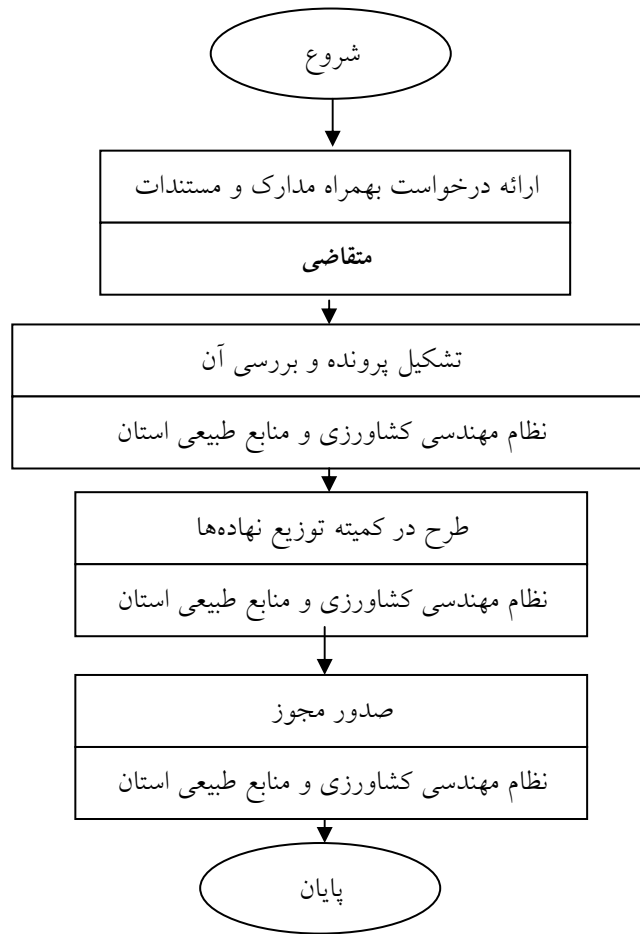 شروع
ارائه درخواست بهمراه مدارک و مستندات
متقاضی
تشکیل پرونده و بررسی آن
نظام مهندسی کشاورزی و منابع طبیعی استان
طرح در کمیته توزیع نهاده‌ها
نظام مهندسی کشاورزی و منابع طبیعی استان
صدور مجوز
نظام مهندسی کشاورزی و منابع طبیعی استان
پایان